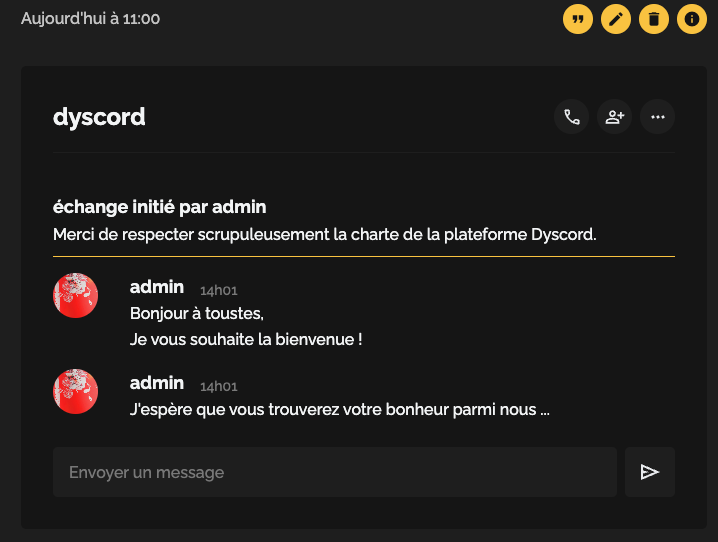 Aujourd'hui à 11:00
dyscord
échange initié par admin
Merci de respecter scrupuleusement la charte de la plateforme Dyscord.
admin 14h01
Bonjour à toustes,
Je vous souhaite la bienvenue !
admin 14h01
J'espère que vous trouverez votre bonheur parmi nous ...
Envoyer un message